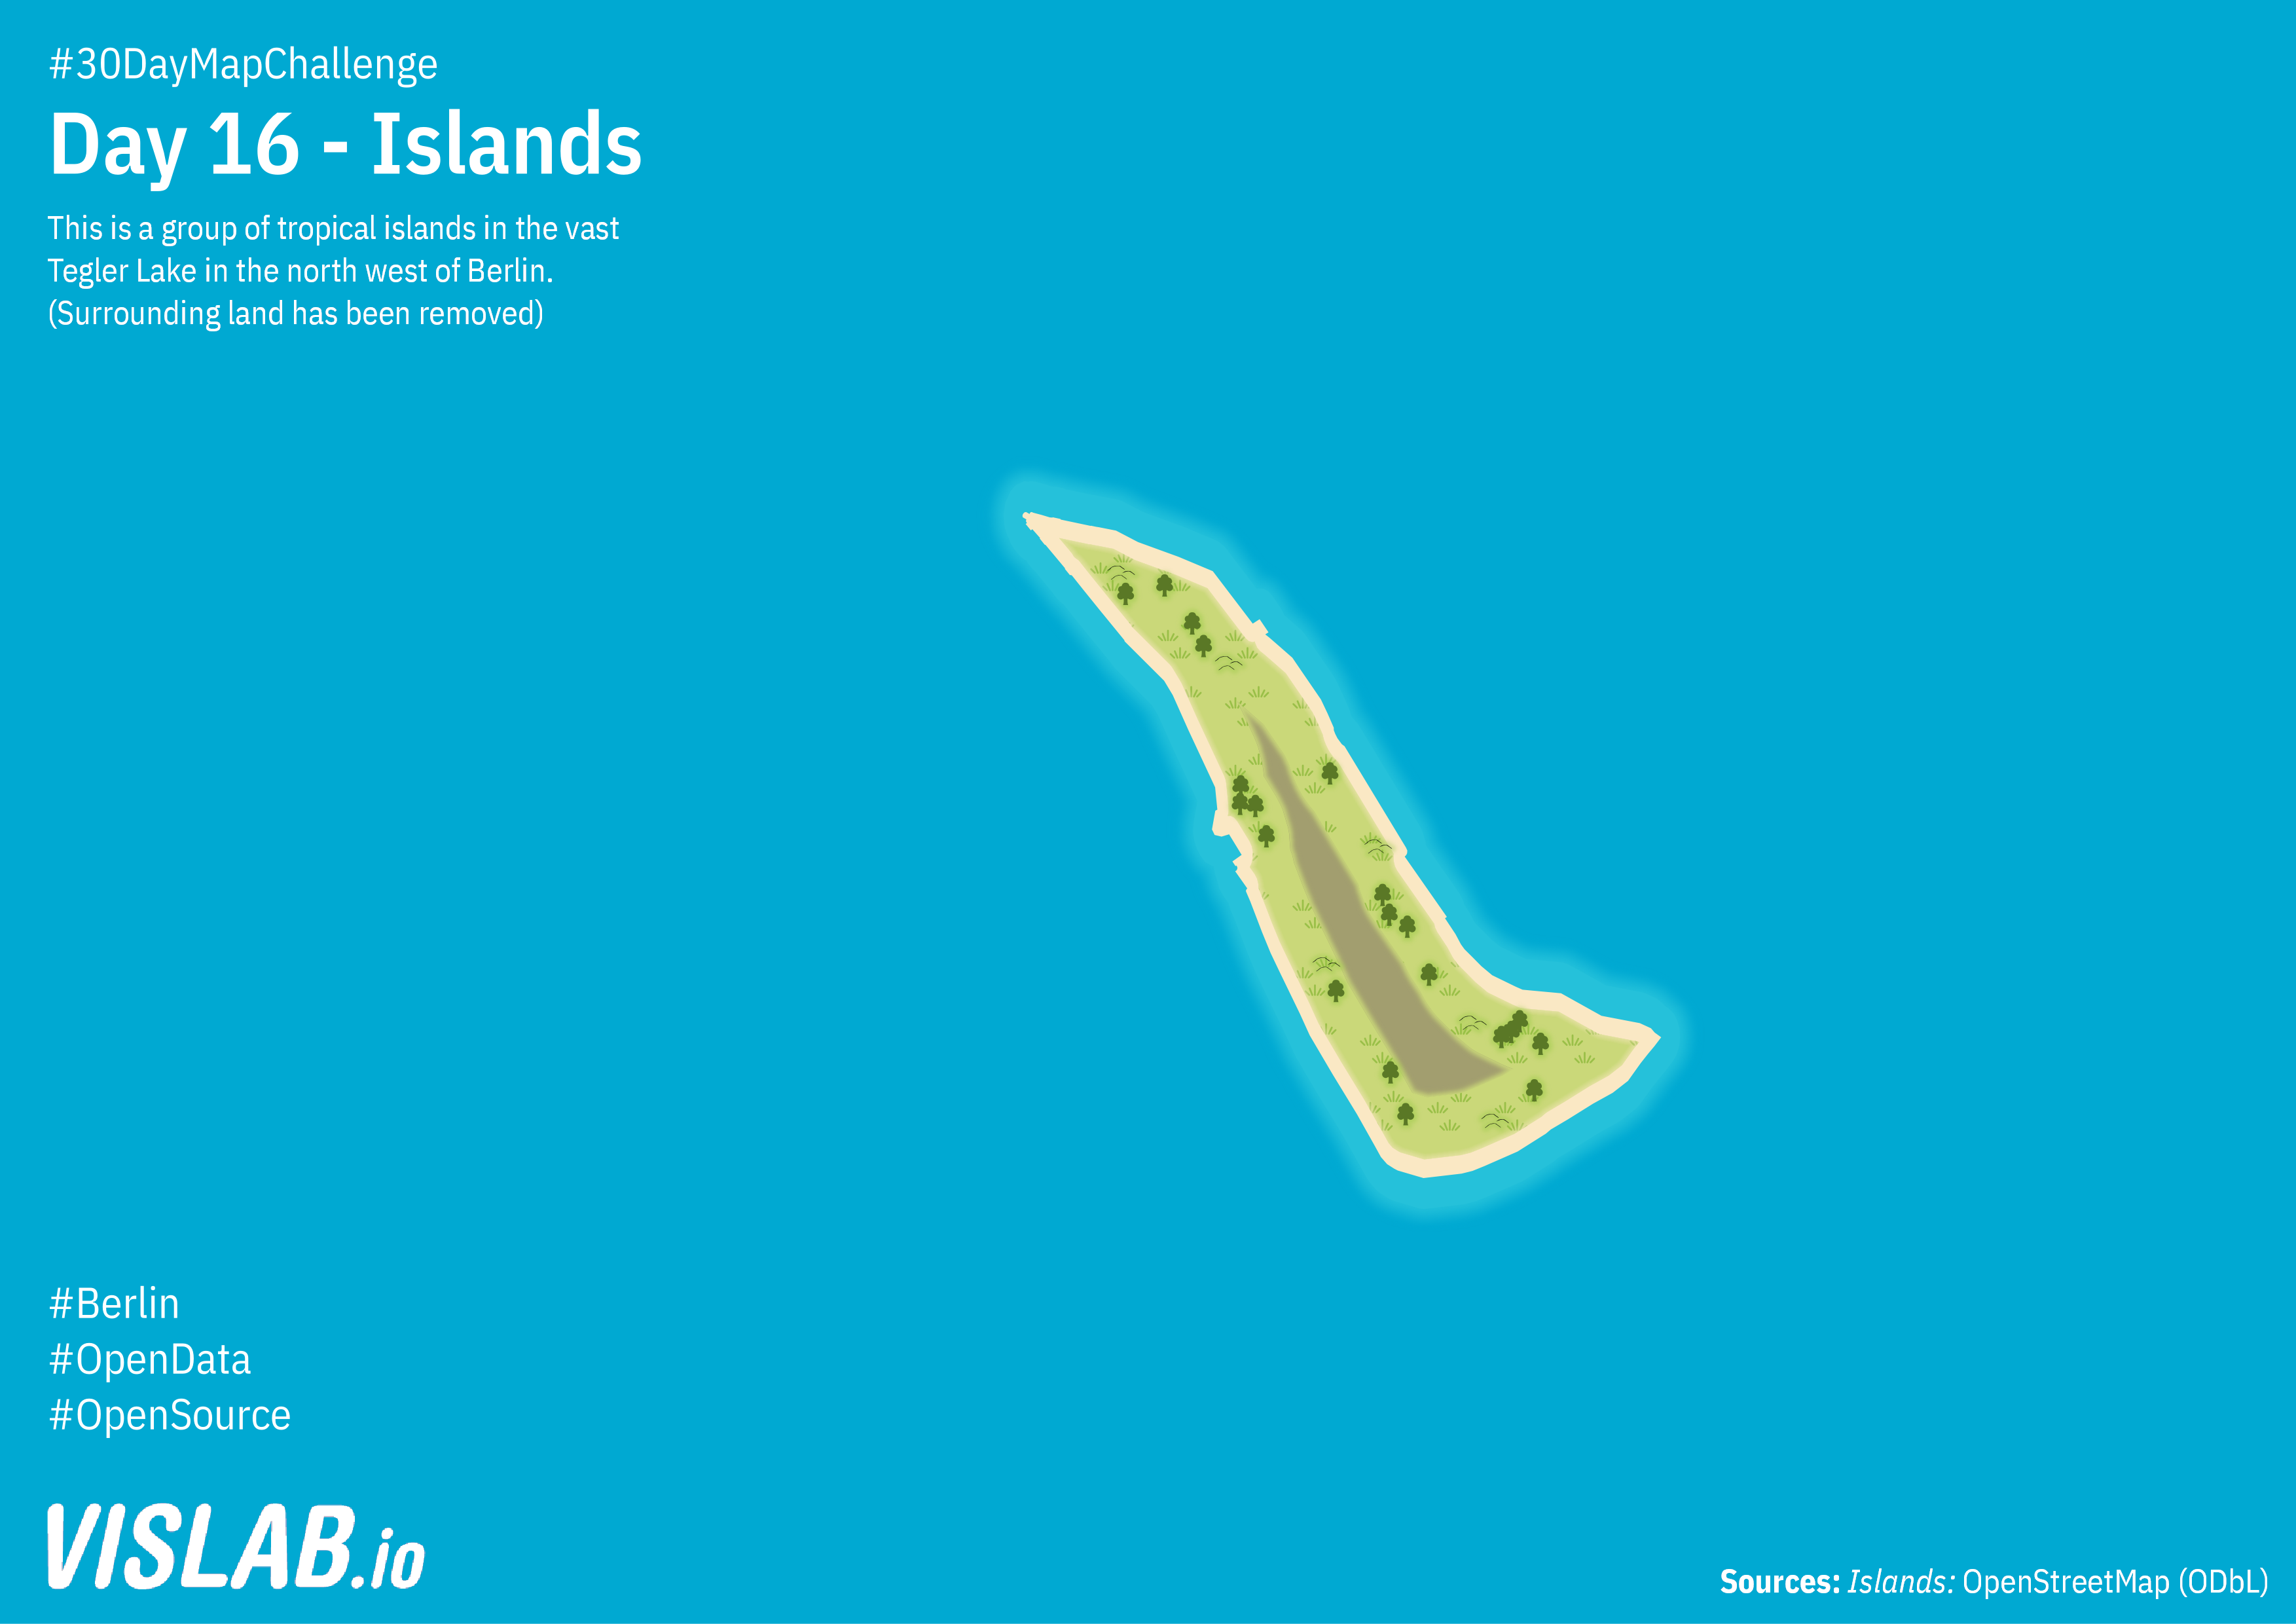 #30DayMapChallenge
Day 16 - Islands
This is a group of tropical islands in the vast
Tegler Lake in the north west of Berlin.
(Surrounding land has been removed)
#Berlin
#OpenData
#OpenSource
VISLAB.io
Sources: Islands: OpenStreetMap (ODbL)